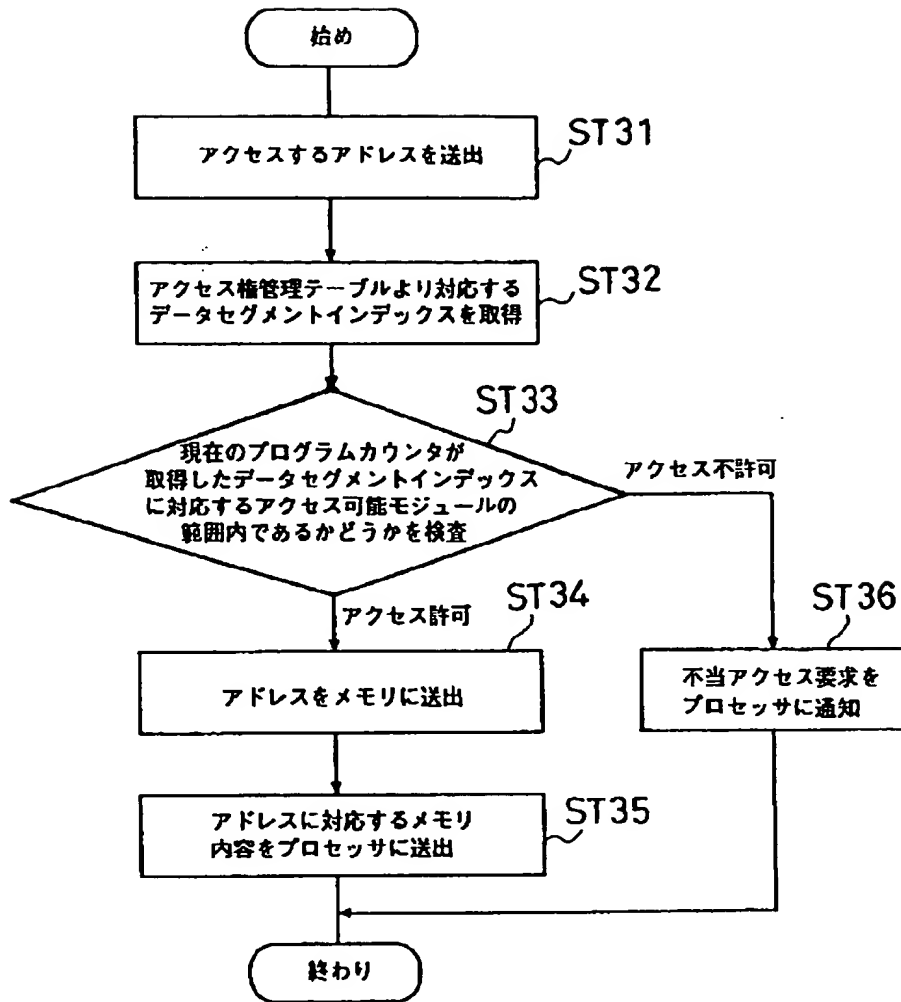 始め
アクセスするアドレスを送出
ST31
アクセス権管理テーブルより対応する
データセグメントインデックスを取得
ST32
ST33
現在のプログラムカウンタが
取得したデータセグメントインデックス
に対応するアクセス可能モジュールの
範囲内であるかどうかを検査
アクセス不許可
アクセス許可
ST34
アドレスをメモリに送出
ST36
不当アクセス要求を
プロセッサに通知
アドレスに対応するメモリ
内容をプロセッサに送出
ST35
終わり